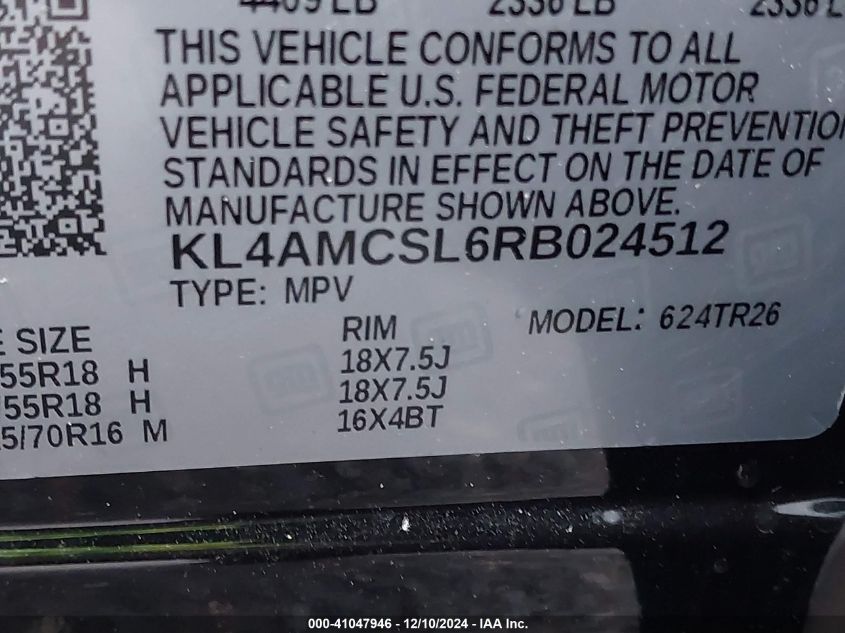 4409 LB 2336 LB 2336 L
THIS VEHICLE CONFORMS TO ALL
APPLICABLE U.S. FEDERAL MOTOR
VEHICLE SAFETY AND THEFT PREVENTION
STANDARDS IN EFFECT ON THE DATE OF
MANUFACTURE SHOWN ABOVE.
KL4AMCSL6RB024512
TYPE: MPV
E SIZE RIM MODEL: 624TR26
55R18 H 18X7.5J
/55R18 H 18X7.5J
5/70R16 M 16X4BT
000-41047946 - 12/10/2024 - IAA Inc.